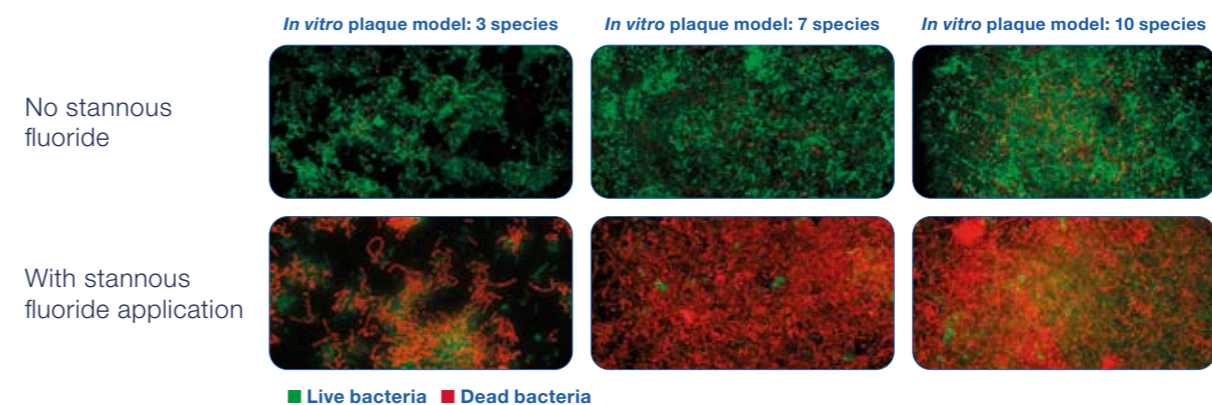 In vitro plaque model: 3 species
In vitro plaque model: 7 species
In vitro plaque model: 10 species
No stannous
fluoride
With stannous
fluoride application
Live bacteria
Dead bacteria